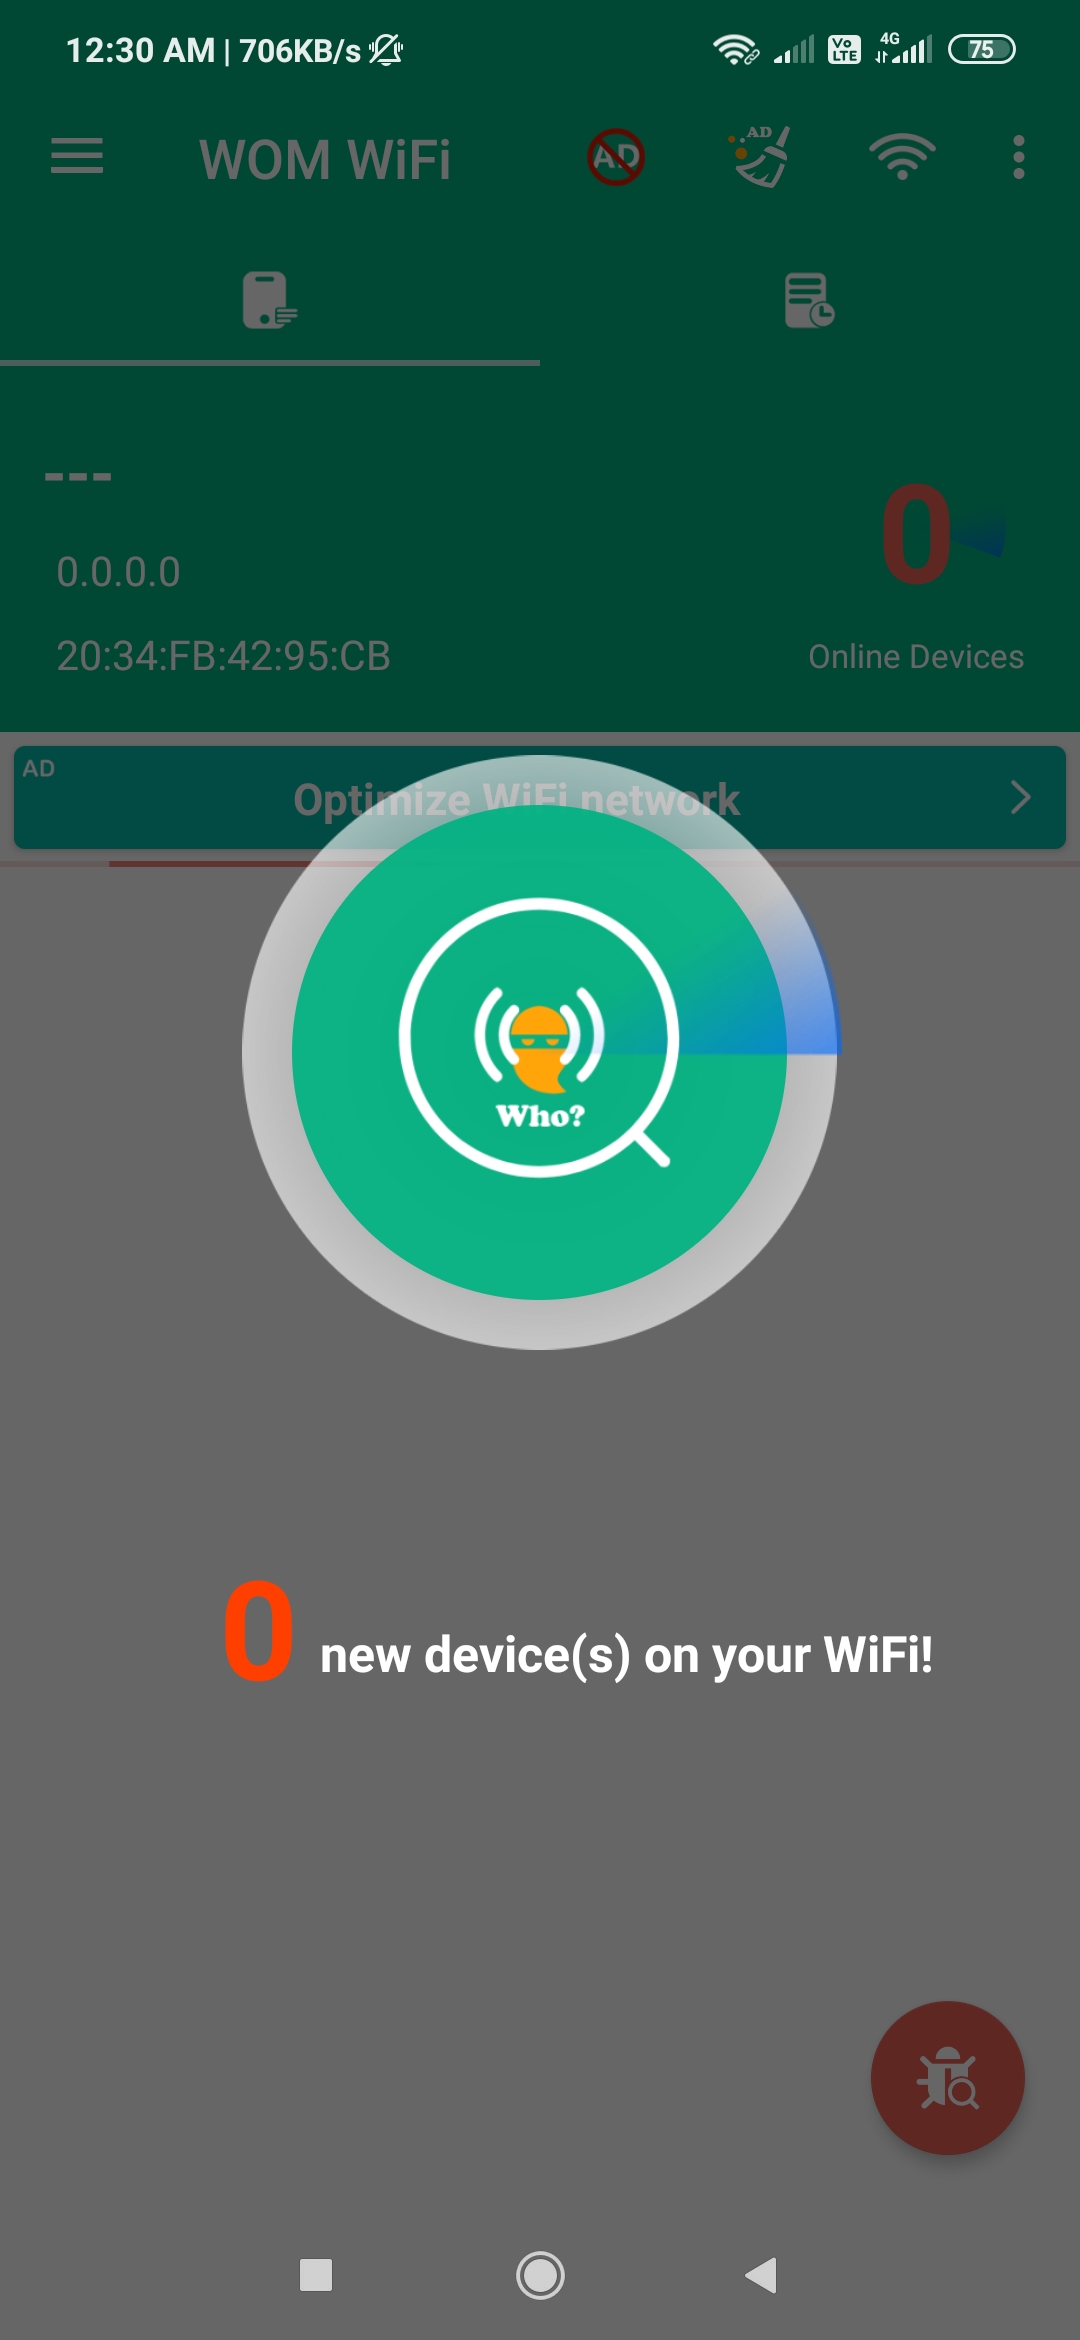 12:30 AM | 706KB/s Vo LTE 4G 75
WOM WiFi AD AD
---
0
0.0.0.0
20:34:FB:42:95:CB
Online Devices
AD
Optimize WiFi network
Who?
0 new device(s) on your WiFi!